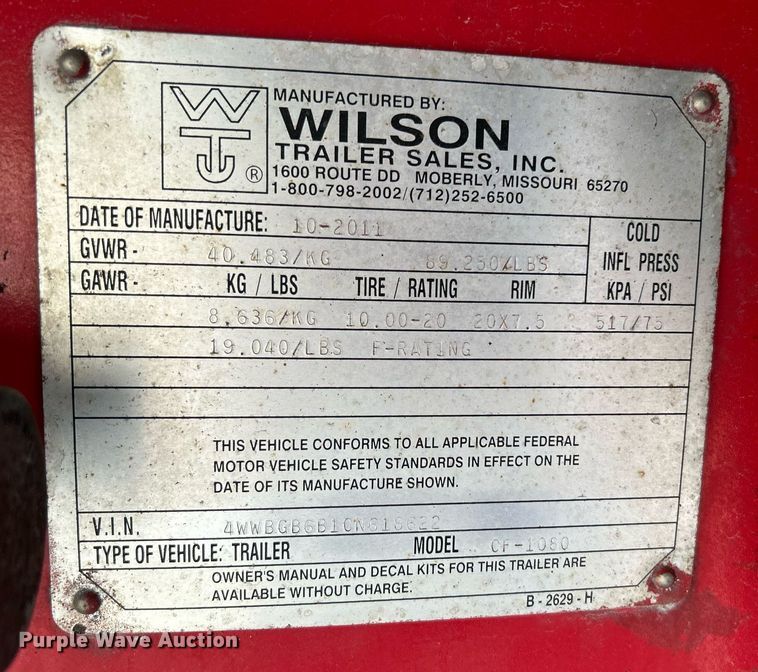 WTJ ®
MANUFACTURED BY:
WILSON
TRAILER SALES, INC.
1600 ROUTE DD MOBERLY, MISSOURI 65270
1-800-798-2002/(712)252-6500
DATE OF MANUFACTURE: 10-2011
GVWR - 40.483/KG 89.250/LBS
COLD INFL PRESS
GAWR - KG / LBS TIRE / RATING RIM KPA / PSI
8.636/KG 10.00-20 20X7.5 517/75
19.040/LBS F-RATING
THIS VEHICLE CONFORMS TO ALL APPLICABLE FEDERAL
MOTOR VEHICLE SAFETY STANDARDS IN EFFECT ON THE
DATE OF ITS MANUFACTURE SHOWN.
V.I.N.
TYPE OF VEHICLE: TRAILER MODEL CF-1080
OWNER'S MANUAL AND DECAL KITS FOR THIS TRAILER ARE
AVAILABLE WITHOUT CHARGE.
B - 2629 - H
Purple Wave Auction